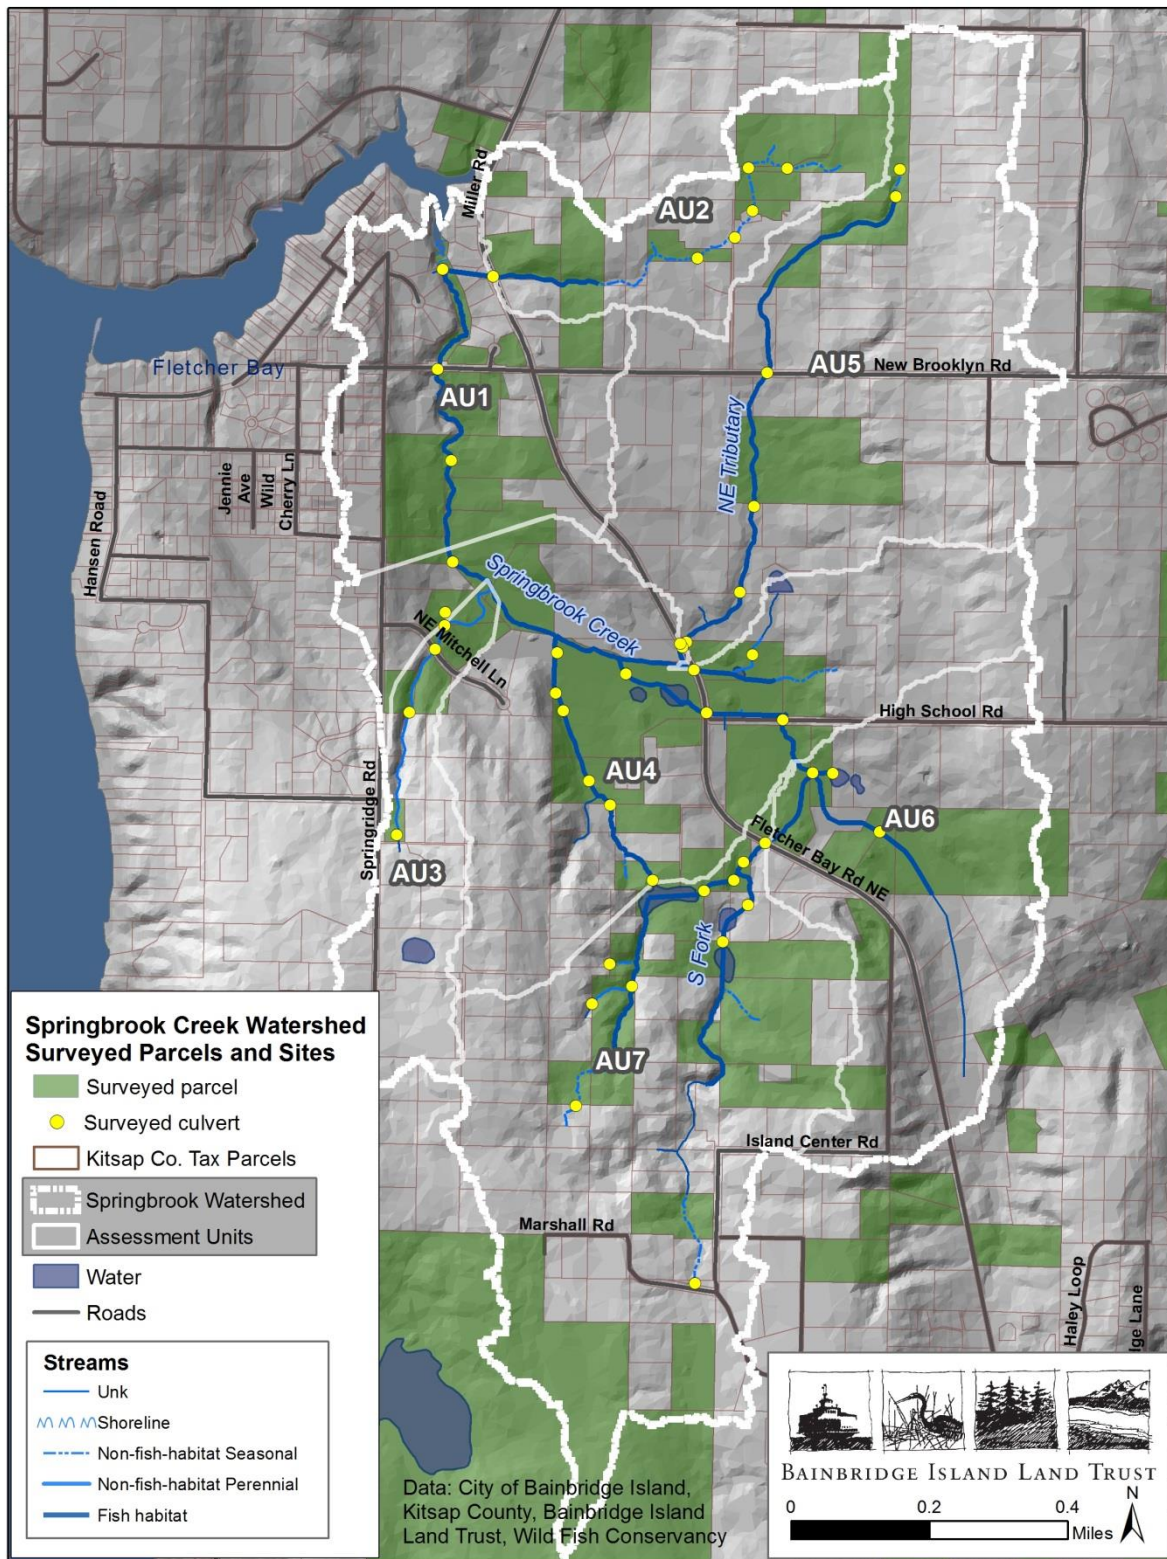 Miller Rd
AU2
Fletcher Bay
AU5
New Brooklyn Rd
AU1
Jennie
Ave
Wild
Cherry Ln
Hansen Road
NE Tributary
Springbrook Creek
NE Mitchell Ln
High School Rd
AU4
Springridge Rd
AU3
Fletcher Bay Rd NE
AU6
S Fork
AU7
Island Center Rd
Marshall Rd
Haley Loop
dge Lane
Springbrook Creek Watershed
Surveyed Parcels and Sites
Surveyed parcel
Surveyed culvert
Kitsap Co. Tax Parcels
Springbrook Watershed
Assessment Units
Water
Roads
Streams
Unk
Shoreline
Non-fish-habitat Seasonal
Non-fish-habitat Perennial
Fish habitat
Data: City of Bainbridge Island,
Kitsap County, Bainbridge Island
Land Trust, Wild Fish Conservancy
BAINBRIDGE ISLAND LAND TRUST
N
0 0.2 0.4
Miles